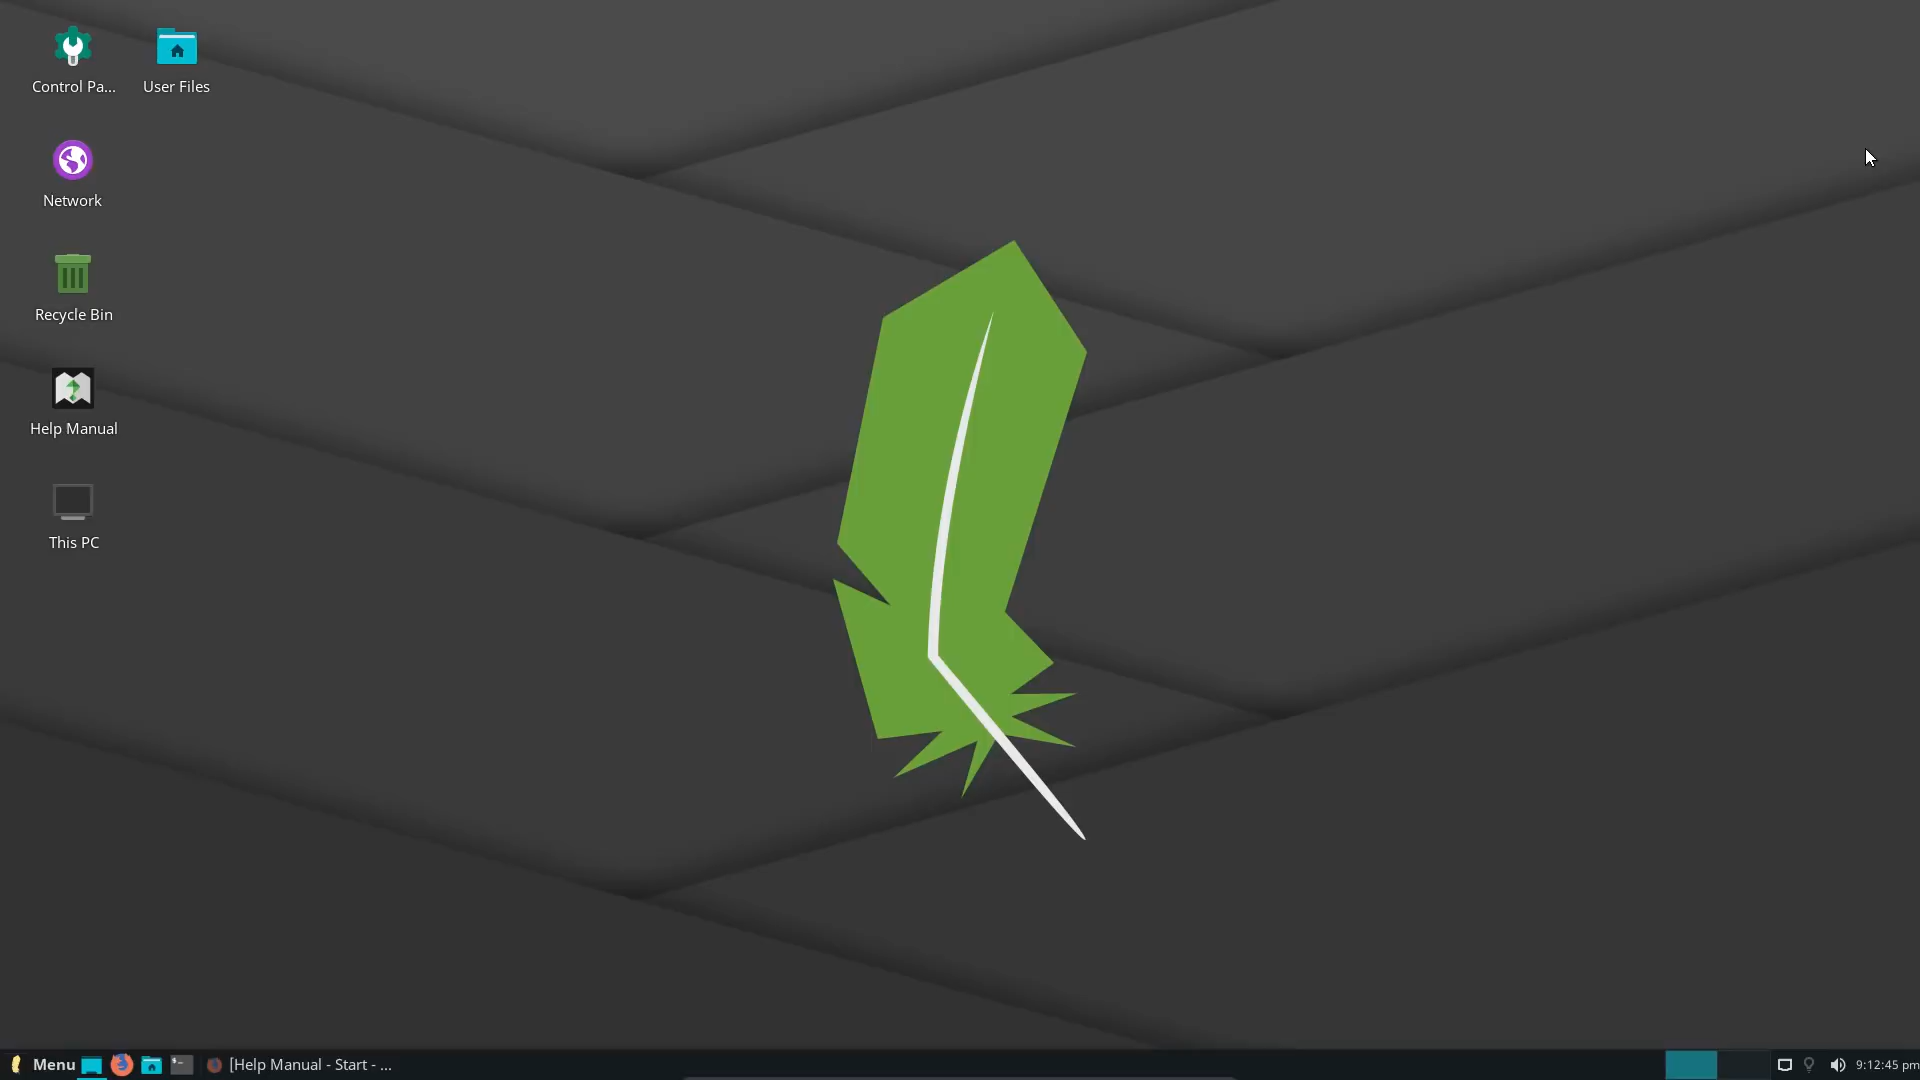 Control Pa...
User Files
Network
Recycle Bin
Help Manual
This PC
Menu
[Help Manual - Start - ...
9:12:45 pm